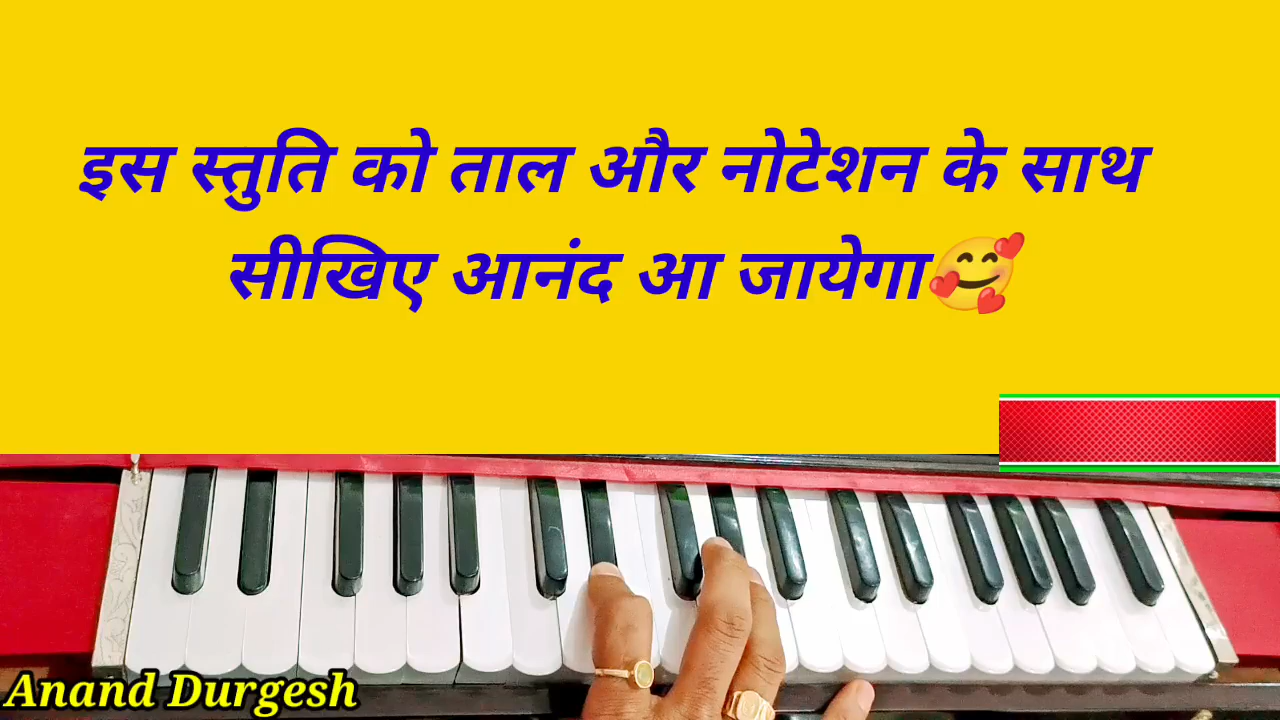 इस स्तुति को ताल और नोटेशन के साथ
सीखिए आनंद आ जायेगा🥰
Anand Durgesh